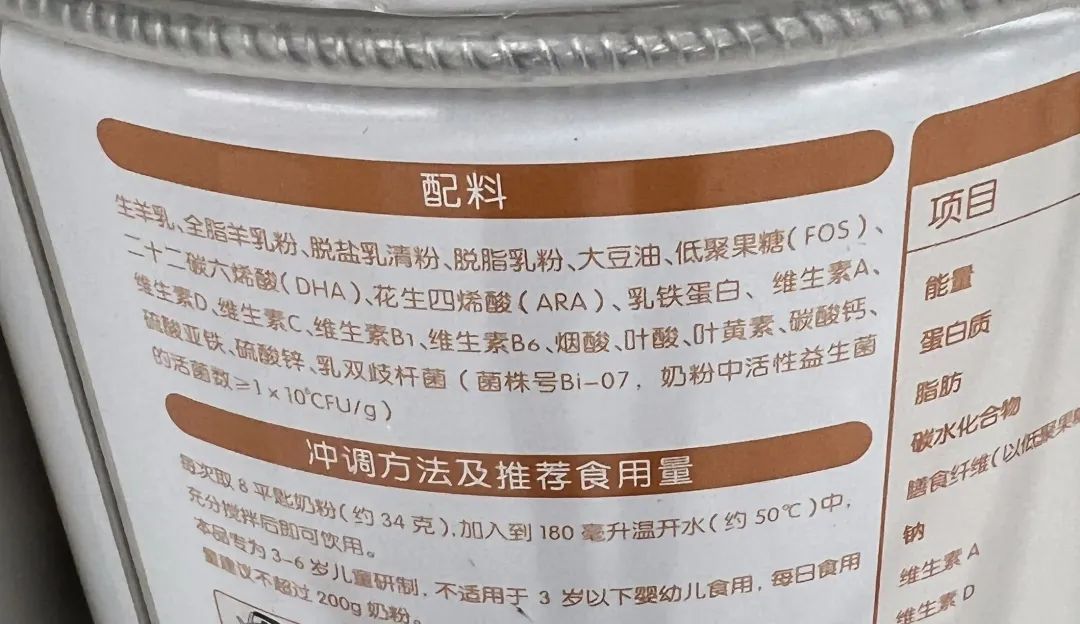 配料
生羊乳、全脂羊乳粉、脱盐乳清粉、脱脂乳粉、大豆油、低聚果糖(FOS)、
二十二碳六烯酸(DHA)、花生四烯酸(ARA)、乳铁蛋白、维生素A、
维生素D、维生素C、维生素B1、维生素B6、烟酸、叶酸、叶黄素、碳酸钙、
硫酸亚铁、硫酸锌、乳双歧杆菌(菌株号Bi-07，奶粉中活性益生菌
的活菌数≥1×10⁶CFU/g)
冲调方法及推荐食用量
每次取8平匙奶粉(约34克),加入到180毫升温开水(约50℃)中，
充分搅拌后即可饮用。
本品专为3-6岁儿童研制，不适用于3岁以下婴幼儿食用，每日食用
量建议不超过200g奶粉。
项目
能量
蛋白质
脂肪
碳水化合物
膳食纤维(以低聚果糖
钠
维生素A
维生素D